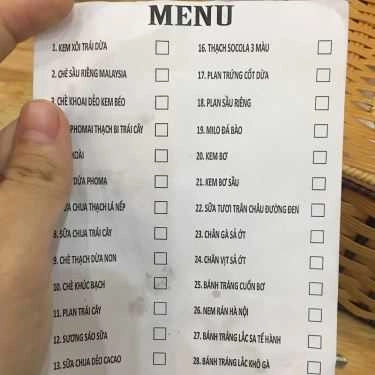 MENU
1. KEM XÔI TRÁI DỪA
2. CHÈ SẦU RIÊNG MALAYSIA
3. CHÈ KHOAI DẺO KEM BÉO
PHOMAI THẠCH BI TRÁI CÂY
DỪA PHOMA
SỮA CHUA THẠCH LÁ NẾP
8. SỮA CHUA TRÁI CÂY
9. CHÈ THẠCH DỪA NON
10. CHÈ KHÚC BẠCH
11. PLAN TRÁI CÂY
12. SƯƠNG SÁO SỮA
13. SỮA CHUA DẺO CACAO
16. THẠCH SOCOLA 3 MÀU
17. PLAN TRỨNG CỐT DỪA
18. PLAN SẦU RIÊNG
19. MILO ĐÁ BÀO
20. KEM BƠ
21. KEM BƠ SẦU
22. SỮA TƯƠI TRÂN CHÂU ĐƯỜNG ĐEN
23. CHÂN GÀ SẢ ỚT
24. CHÂN VỊT SẢ ỚT
25. BÁNH TRÁNG CUỐN BƠ
26. NEM RÁN HÀ NỘI
27. BÁNH TRÁNG LẮC SA TẾ HÀNH
28. BÁNH TRÁNG LẮC KHÔ GÀ